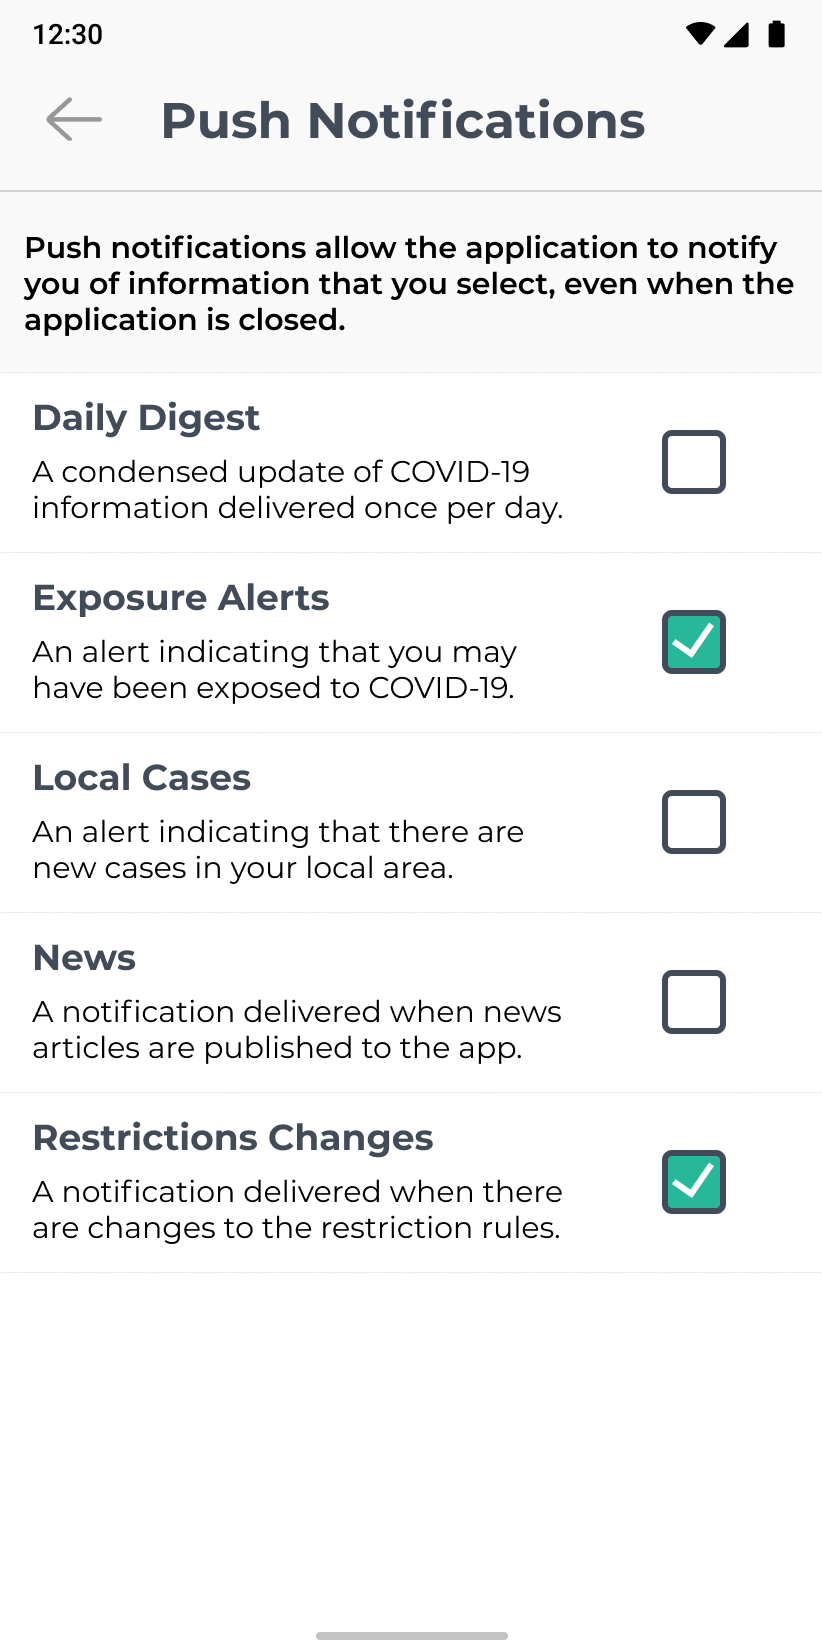 12:30
Push Notifications
Push notifications allow the application to notify
you of information that you select, even when the
application is closed.
Daily Digest
A condensed update of COVID-19
information delivered once per day.
Exposure Alerts
An alert indicating that you may
have been exposed to COVID-19.
Local Cases
An alert indicating that there are
new cases in your local area.
News
A notification delivered when news
articles are published to the app.
Restrictions Changes
A notification delivered when there
are changes to the restriction rules.